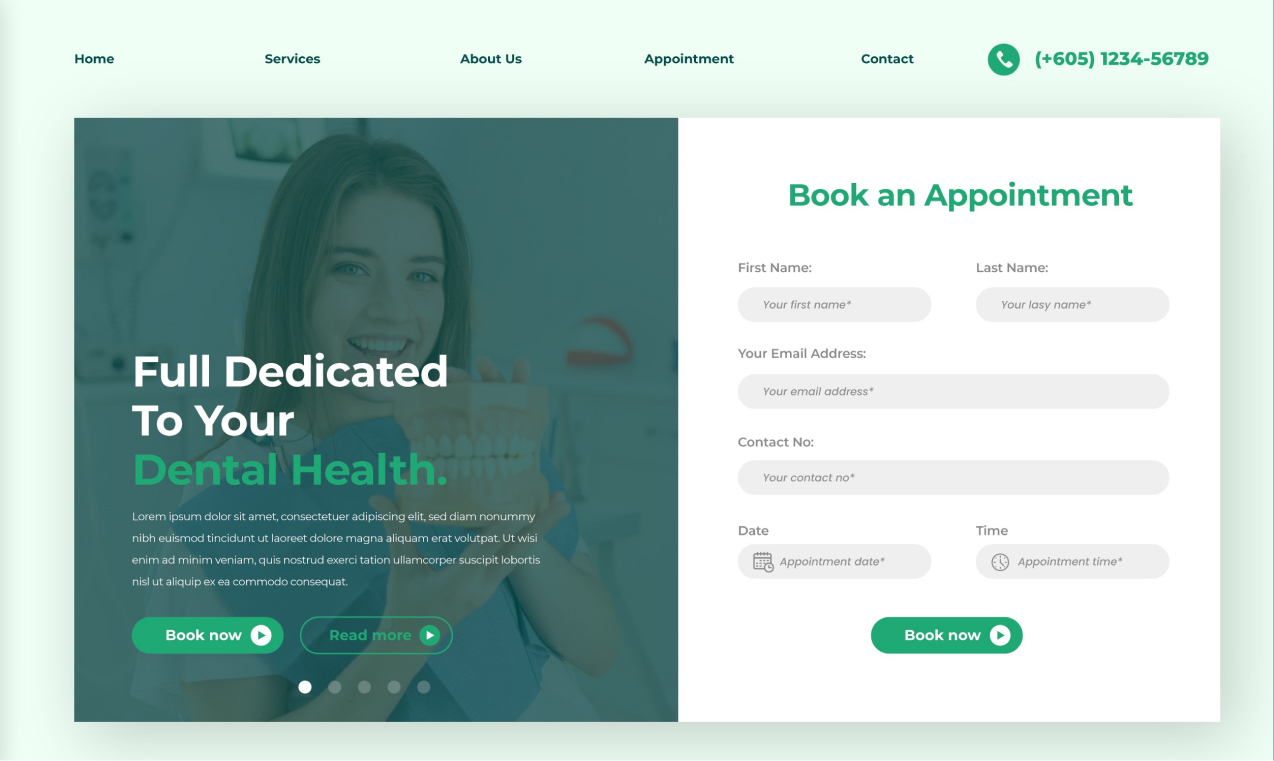 Home
Services
About Us
Appointment
Contact
(+605) 1234-56789
Full Dedicated
To Your
Dental Health.
Lorem ipsum dolor sit amet, consectetuer adipiscing elit, sed diam nonummy
nibh euismod tincidunt ut laoreet dolore magna aliquam erat volutpat. Ut wisi
enim ad minim veniam, quis nostrud exerci tation ullamcorper suscipit lobortis
nisl ut aliquip ex ea commodo consequat.
Book now
Read more
Book an Appointment
First Name:
Last Name:
Your first name*
Your lasy name*
Your Email Address:
Your email address*
Contact No:
Your contact no*
Date
Time
Appointment date*
Appointment time*
Book now